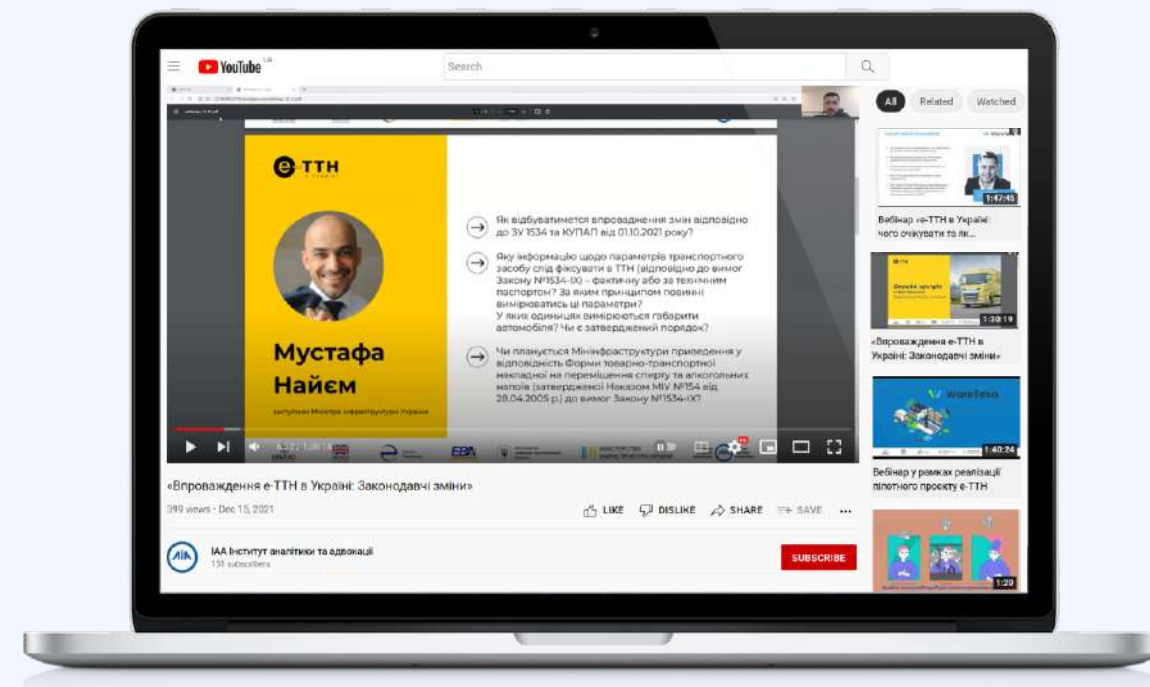 YouTube UA
Search
All
Related
Watched
e-ТТН
Мустафа
Найєм
заступник Міністра інфраструктури України
Як відбуватиметься впровадження змін відповідно
до ЗУ 1534 та КУПАП від 01.10.2021 року?
Яку інформацію щодо параметрів транспортного
засобу слід фіксувати в ТТН (відповідно до вимог
Закону №1534-IX) – фактичну або за технічним
паспортом? За яким принципом повинні
вимірюватись ці параметри?
У яких одиницях вимірюються габарити
автомобіля? Чи є затверджений порядок?
Чи планується Мінінфраструктури приведення у
відповідність Форми товарно-транспортної
накладної на переміщення спирту та алкогольних
напоїв (затвердженої Наказом МІУ №154 від
28.04.2005 р.) до вимог Закону №1534-IX?
EBA
«Впроваждення е-ТТН в Україні: Законодавчі зміни»
399 views • Dec 15, 2021
LIKE
DISLIKE
SHARE
SAVE
AIA
ІАА Інститут аналітики та адвокації
151 subscribers
SUBSCRIBE
1:47:45
Вебінар «е-ТТН в Україні:
чого очікувати та як...
e-ТТН
1:30:19
«Впроваждення е-ТТН в
Україні: Законодавчі зміни»
WareTeka
1:40:24
Вебінар у рамках реалізації
пілотного проєкту е-ТТН
1:20